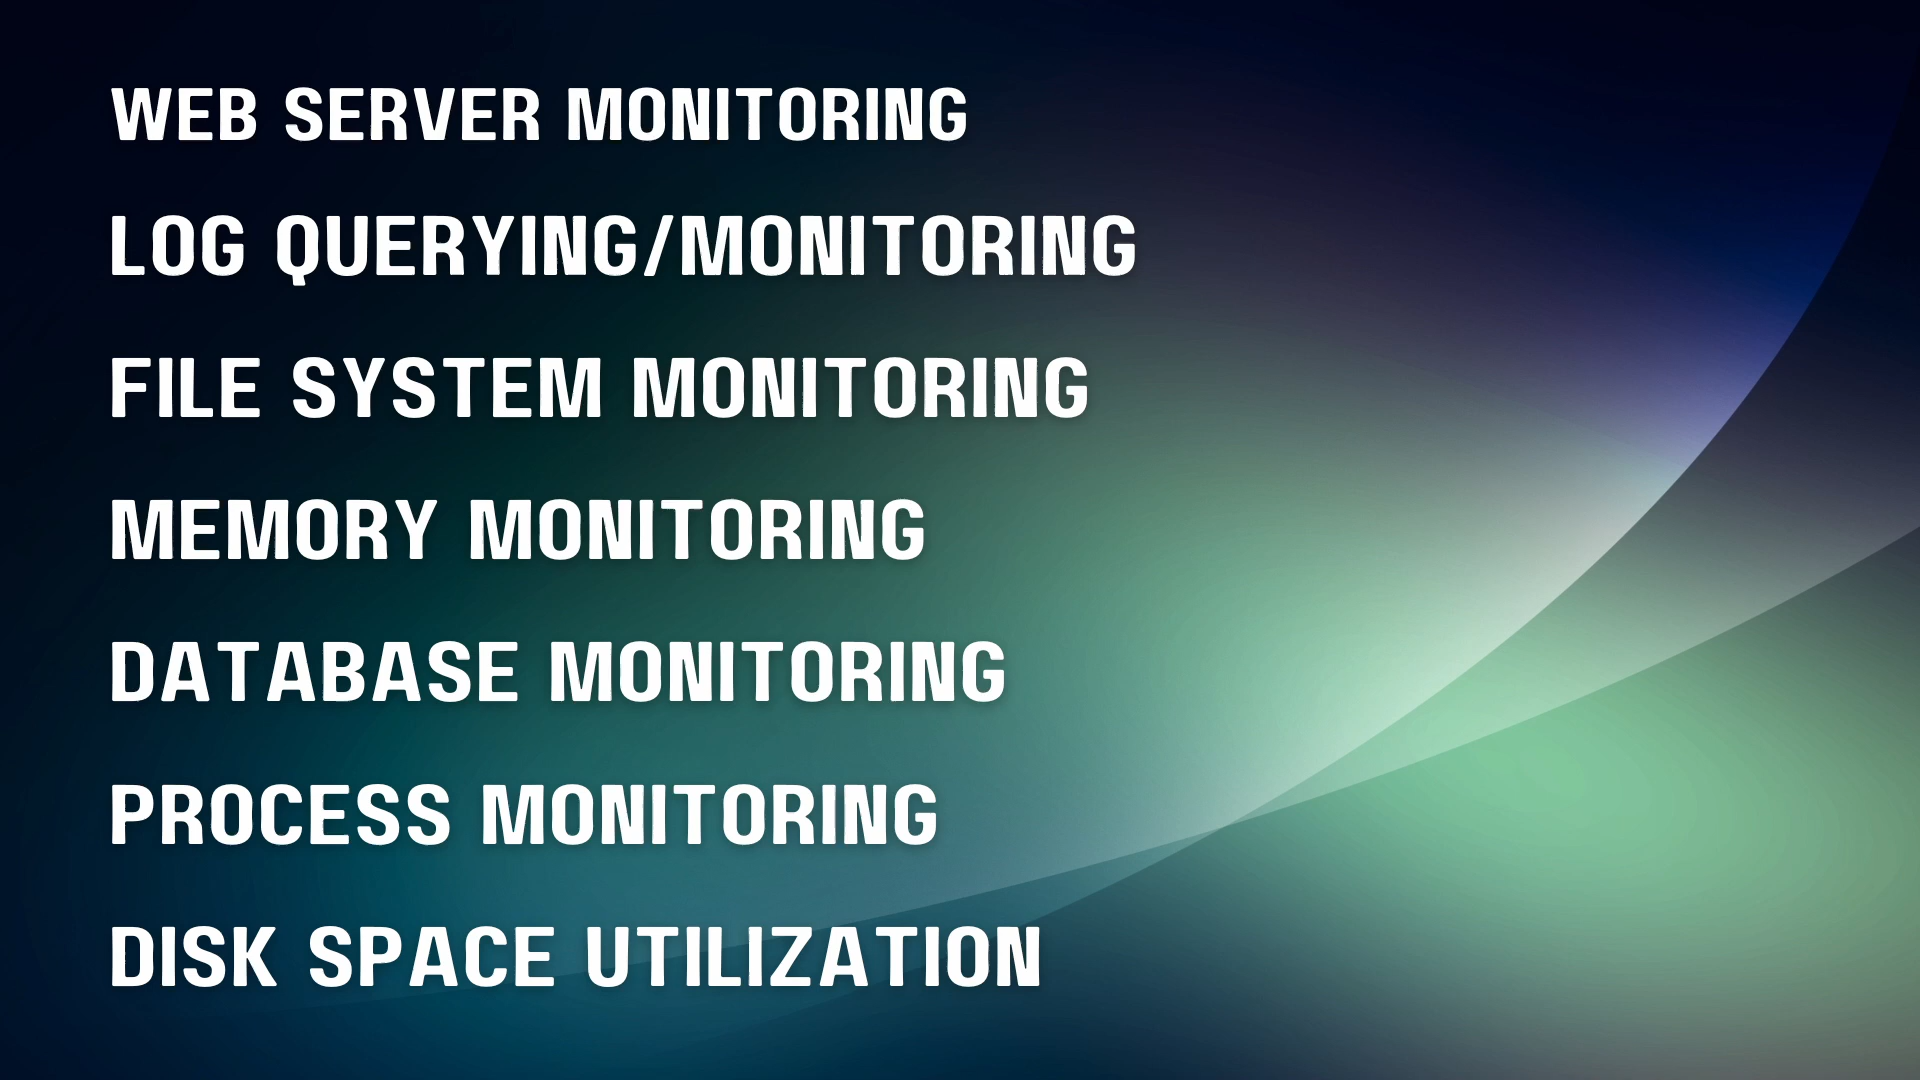 WEB SERVER MONITORING
LOG QUERYING/MONITORING
FILE SYSTEM MONITORING
MEMORY MONITORING
DATABASE MONITORING
PROCESS MONITORING
DISK SPACE UTILIZATION